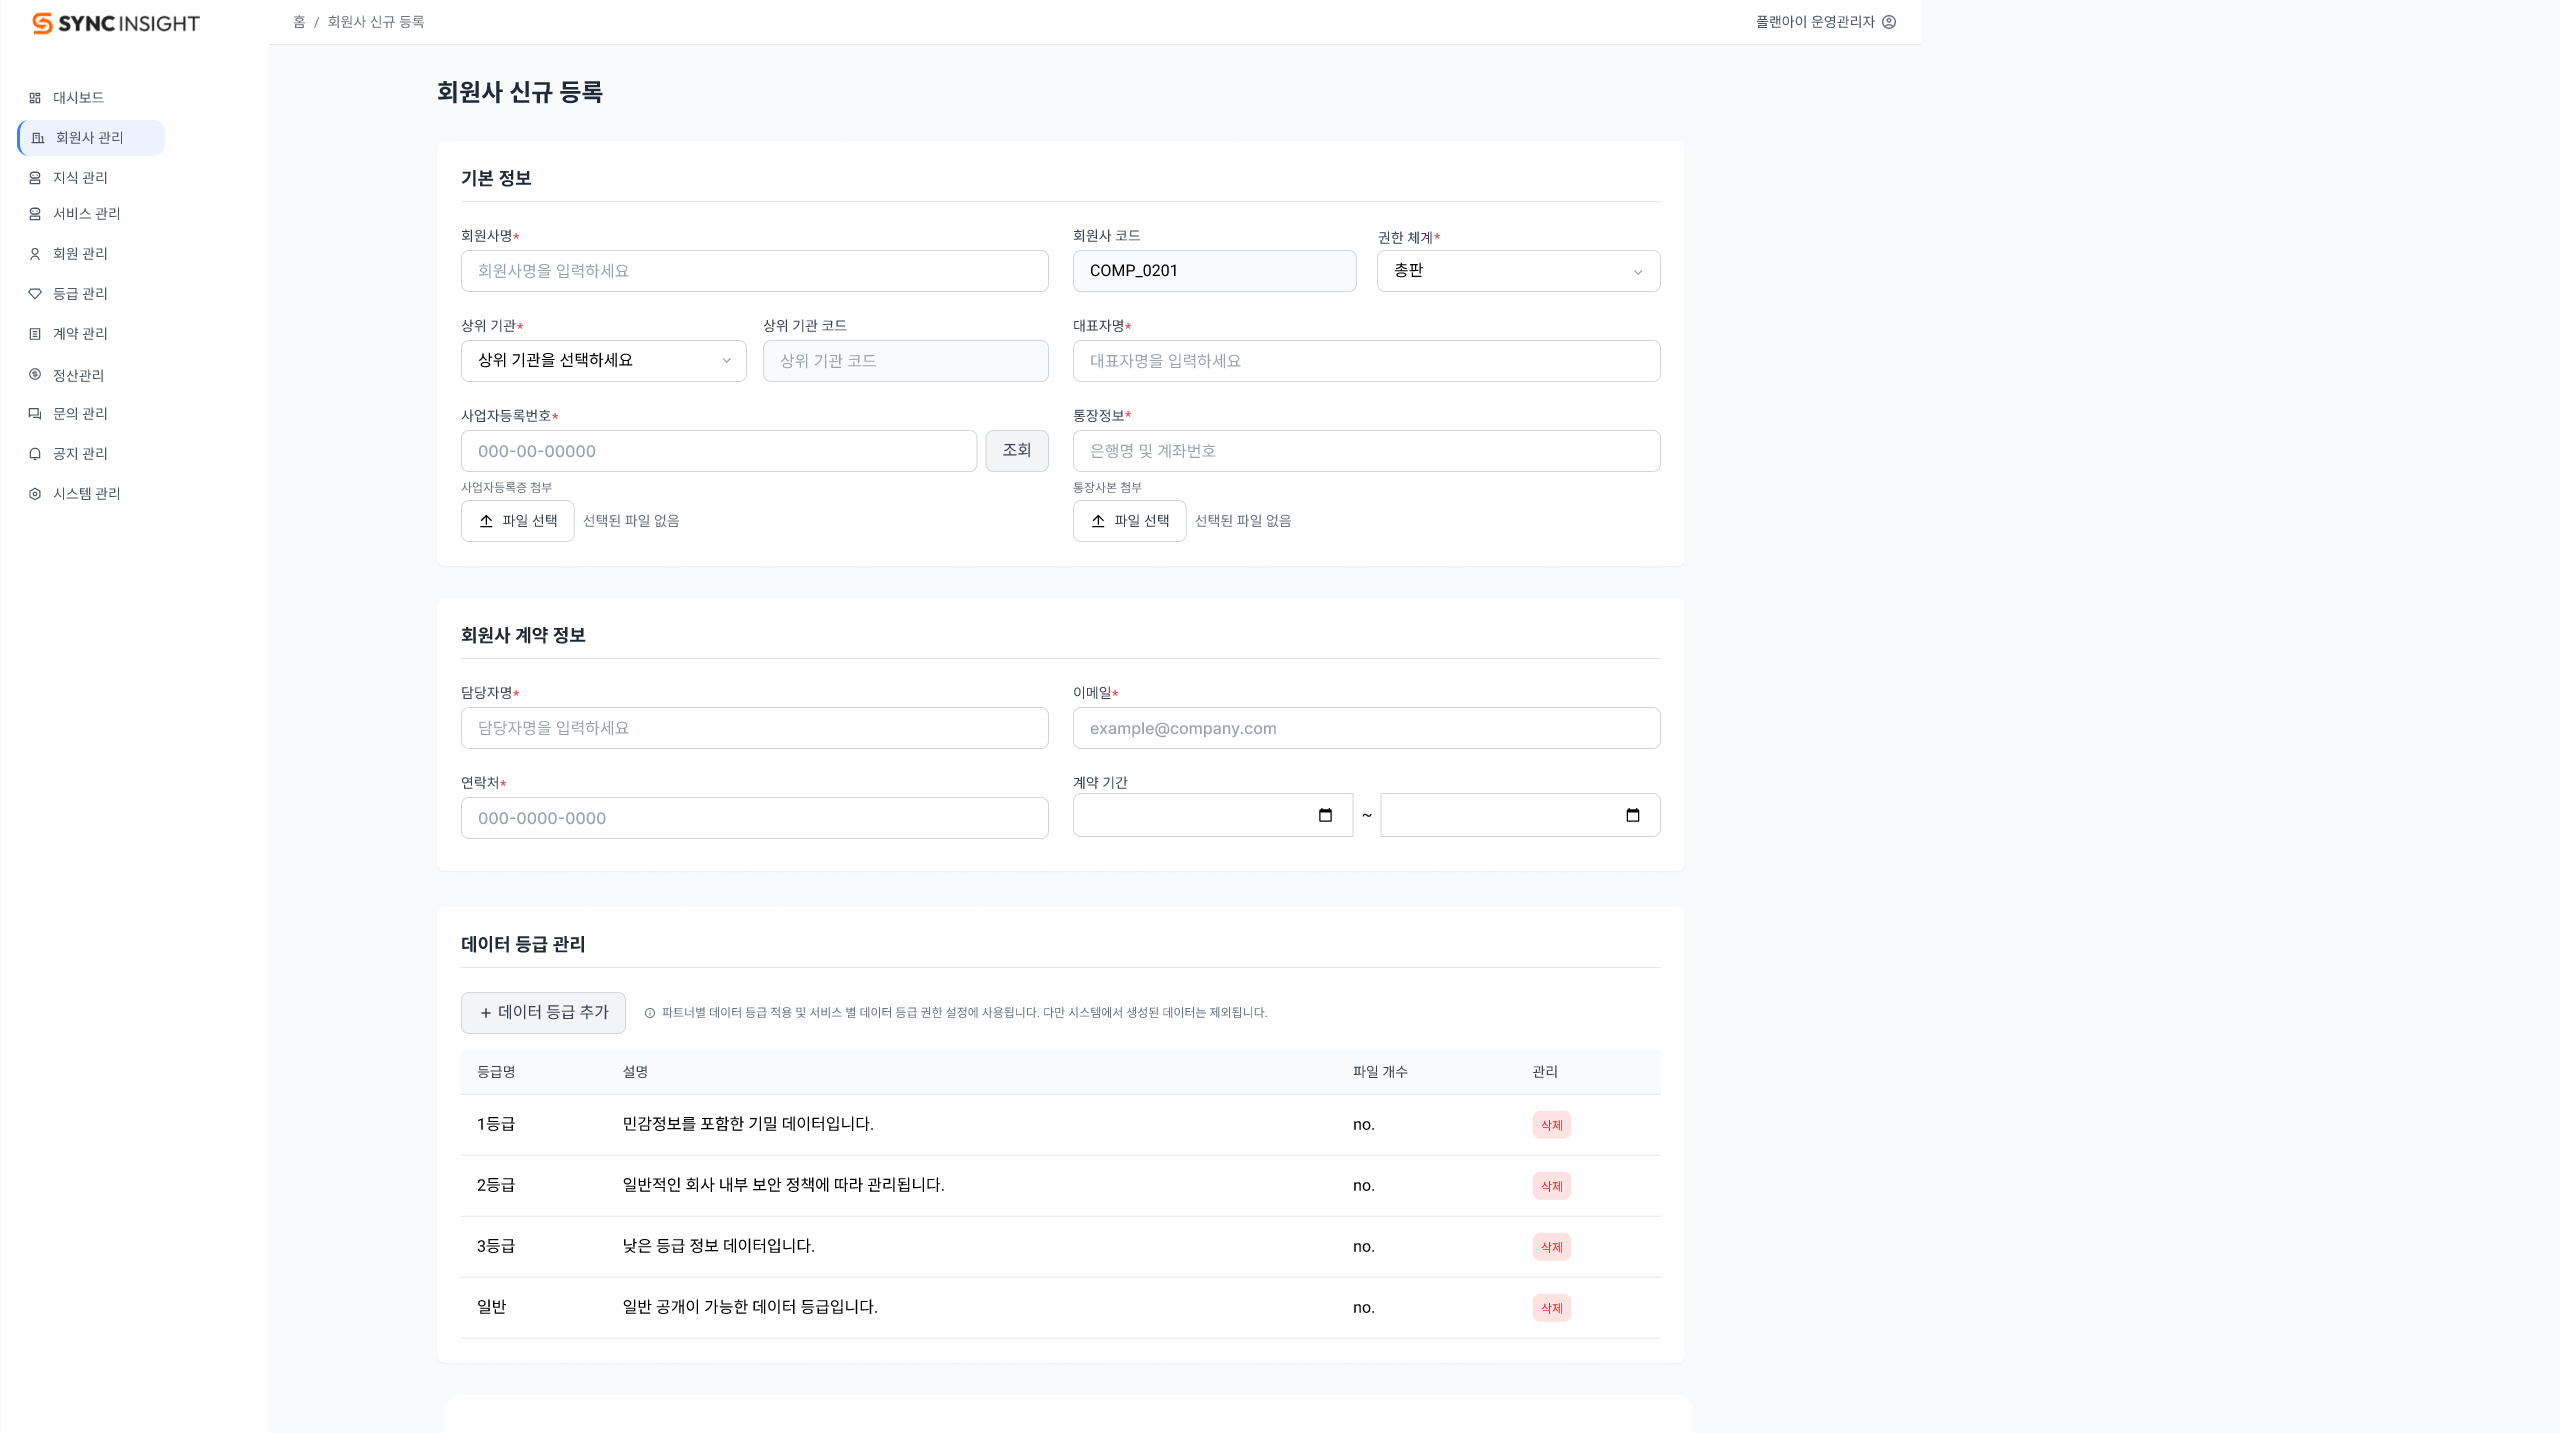 SYNC INSIGHT
홈 / 회원사 신규 등록
플랜아이 운영관리자
대시보드
회원사 관리
지식 관리
서비스 관리
회원 관리
등급 관리
계약 관리
정산관리
문의 관리
공지 관리
시스템 관리
회원사 신규 등록
기본 정보
회원사명* 회원사 코드 권한 체계*
회원사명을 입력하세요 COMP_0201 총판
상위 기관* 상위 기관 코드 대표자명*
상위 기관을 선택하세요 상위 기관 코드 대표자명을 입력하세요
사업자등록번호* 통장정보*
000-00-00000 조회 은행명 및 계좌번호
사업자등록증 첨부 통장사본 첨부
파일 선택 선택된 파일 없음 파일 선택 선택된 파일 없음
회원사 계약 정보
담당자명* 이메일*
담당자명을 입력하세요 example@company.com
연락처* 계약 기간
000-0000-0000 ~
데이터 등급 관리
+ 데이터 등급 추가 파트너별 데이터 등급 적용 및 서비스 별 데이터 등급 권한 설정에 사용됩니다. 다만 시스템에서 생성된 데이터는 제외됩니다.
등급명 설명 파일 개수 관리
1등급 민감정보를 포함한 기밀 데이터입니다. no. 삭제
2등급 일반적인 회사 내부 보안 정책에 따라 관리됩니다. no. 삭제
3등급 낮은 등급 정보 데이터입니다. no. 삭제
일반 일반 공개이 가능한 데이터 등급입니다. no. 삭제